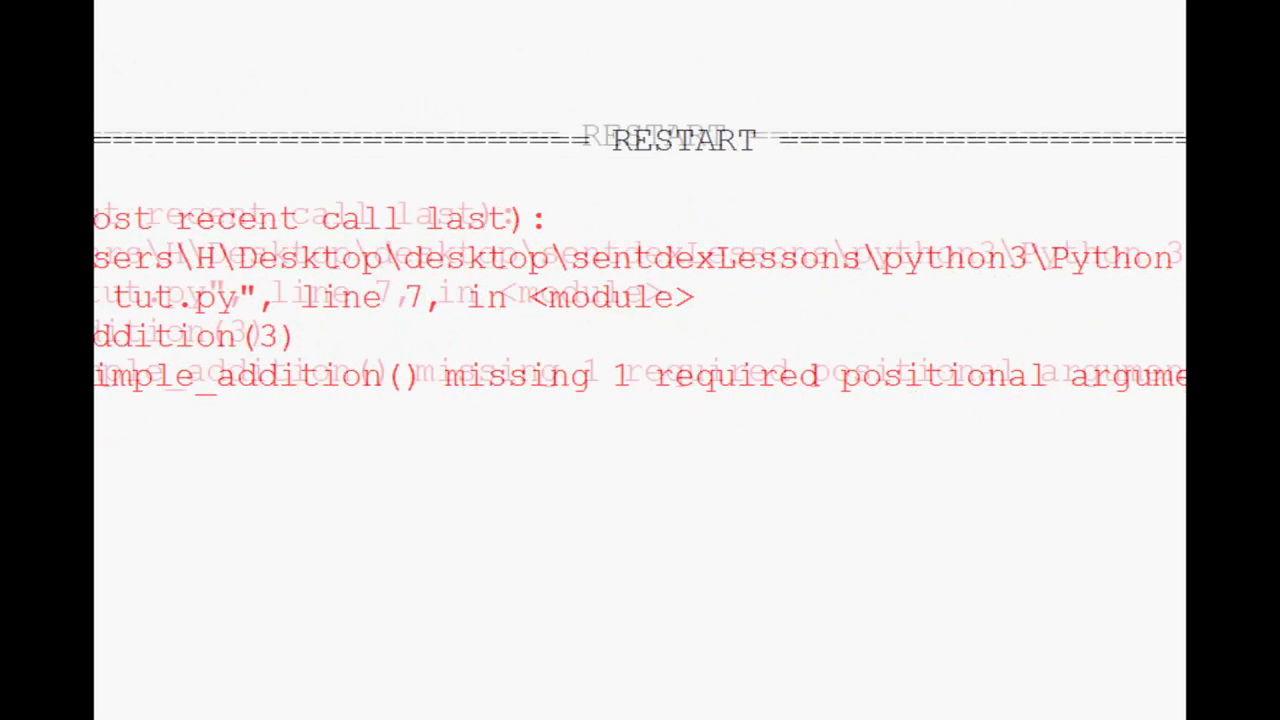 ============================ RESTART ============================
ost recent call last):
sers\H\Desktop\desktop\sentdexLessons\python3\Python
tut.py", line 7, in <module>
ddition(3)
imple_addition() missing 1 required positional argume